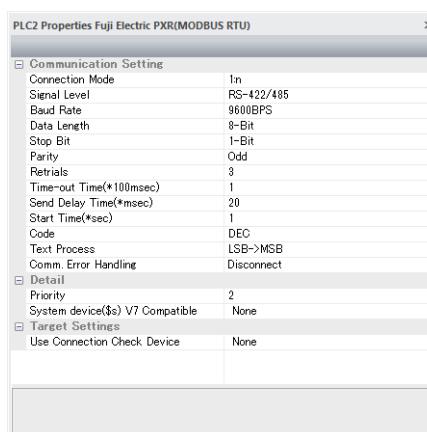 PLC2 Properties Fuji Electric PXR(MODBUS RTU)
Communication Setting
Connection Mode 1:n
Signal Level RS-422/485
Baud Rate 9600BPS
Data Length 8-Bit
Stop Bit 1-Bit
Parity Odd
Retrials 3
Time-out Time(*100msec) 1
Send Delay Time(*msec) 20
Start Time(*sec) 1
Code DEC
Text Process LSB->MSB
Comm. Error Handling Disconnect
Detail
Priority 2
System device($s) V7 Compatible None
Target Settings
Use Connection Check Device None